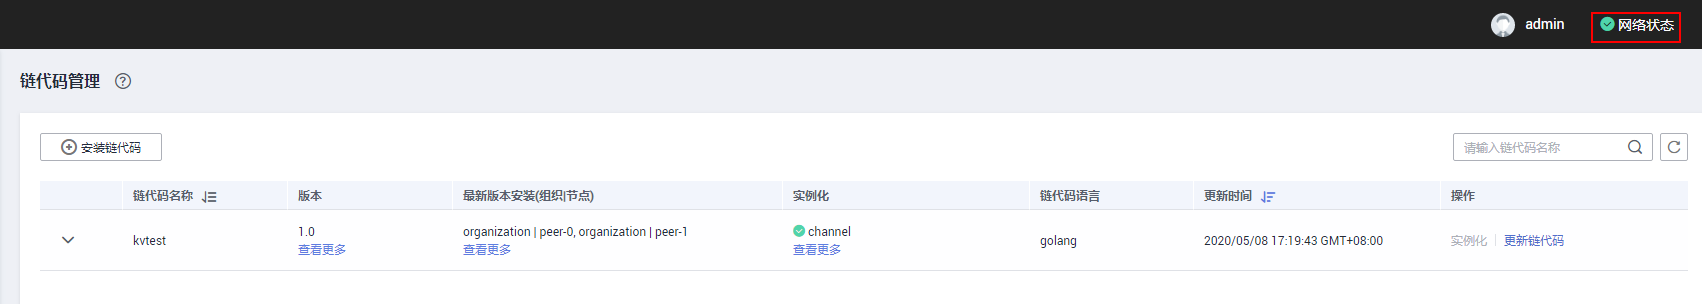 admin 网络状态
链代码管理
安装链代码 请输入链代码名称
链代码名称 版本 最新版本安装(组织|节点) 实例化 链代码语言 更新时间 操作
kvtest 1.0 organization | peer-0, organization | peer-1 channel golang 2020/05/08 17:19:43 GMT+08:00 实例化 更新链代码
查看更多 查看更多 查看更多